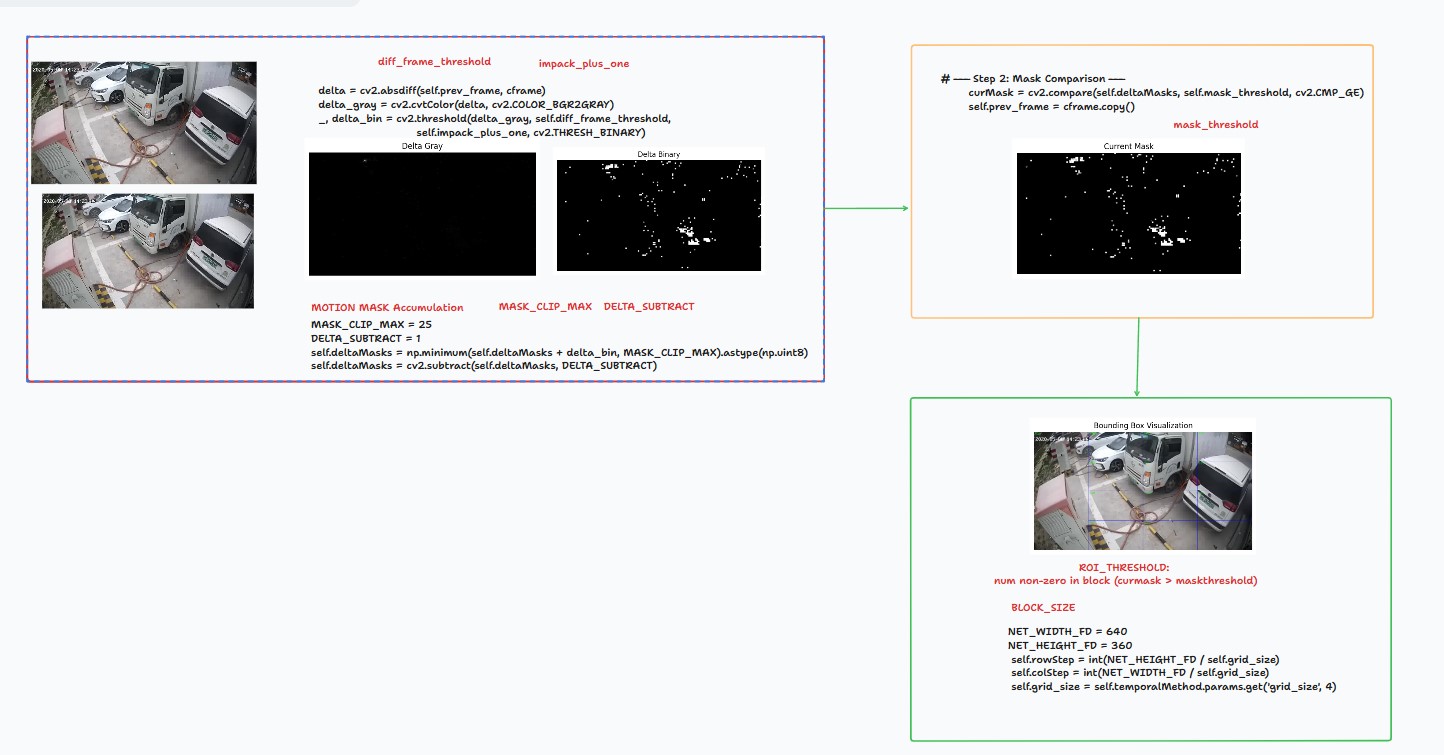 diff_frame_threshold
impack_plus_one
delta = cv2.absdiff(self.prev_frame, cframe)
delta_gray = cv2.cvtColor(delta, cv2.COLOR_BGR2GRAY)
_, delta_bin = cv2.threshold(delta_gray, self.diff_frame_threshold,
self.impack_plus_one, cv2.THRESH_BINARY)
Delta Gray
Delta Binary
MOTION MASK Accumulation
MASK_CLIP_MAX DELTA_SUBTRACT
MASK_CLIP_MAX = 25
DELTA_SUBTRACT = 1
self.deltaMasks = np.minimum(self.deltaMasks + delta_bin, MASK_CLIP_MAX).astype(np.uint8)
self.deltaMasks = cv2.subtract(self.deltaMasks, DELTA_SUBTRACT)
# --- Step 2: Mask Comparison ---
curMask = cv2.compare(self.deltaMasks, self.mask_threshold, cv2.CMP_GE)
self.prev_frame = cframe.copy()
mask_threshold
Current Mask
Bounding Box Visualization
ROI_THRESHOLD:
num non-zero in block (curmask > maskthreshold)
BLOCK_SIZE
NET_WIDTH_FD = 640
NET_HEIGHT_FD = 360
self.rowStep = int(NET_HEIGHT_FD / self.grid_size)
self.colStep = int(NET_WIDTH_FD / self.grid_size)
self.grid_size = self.temporalMethod.params.get('grid_size', 4)